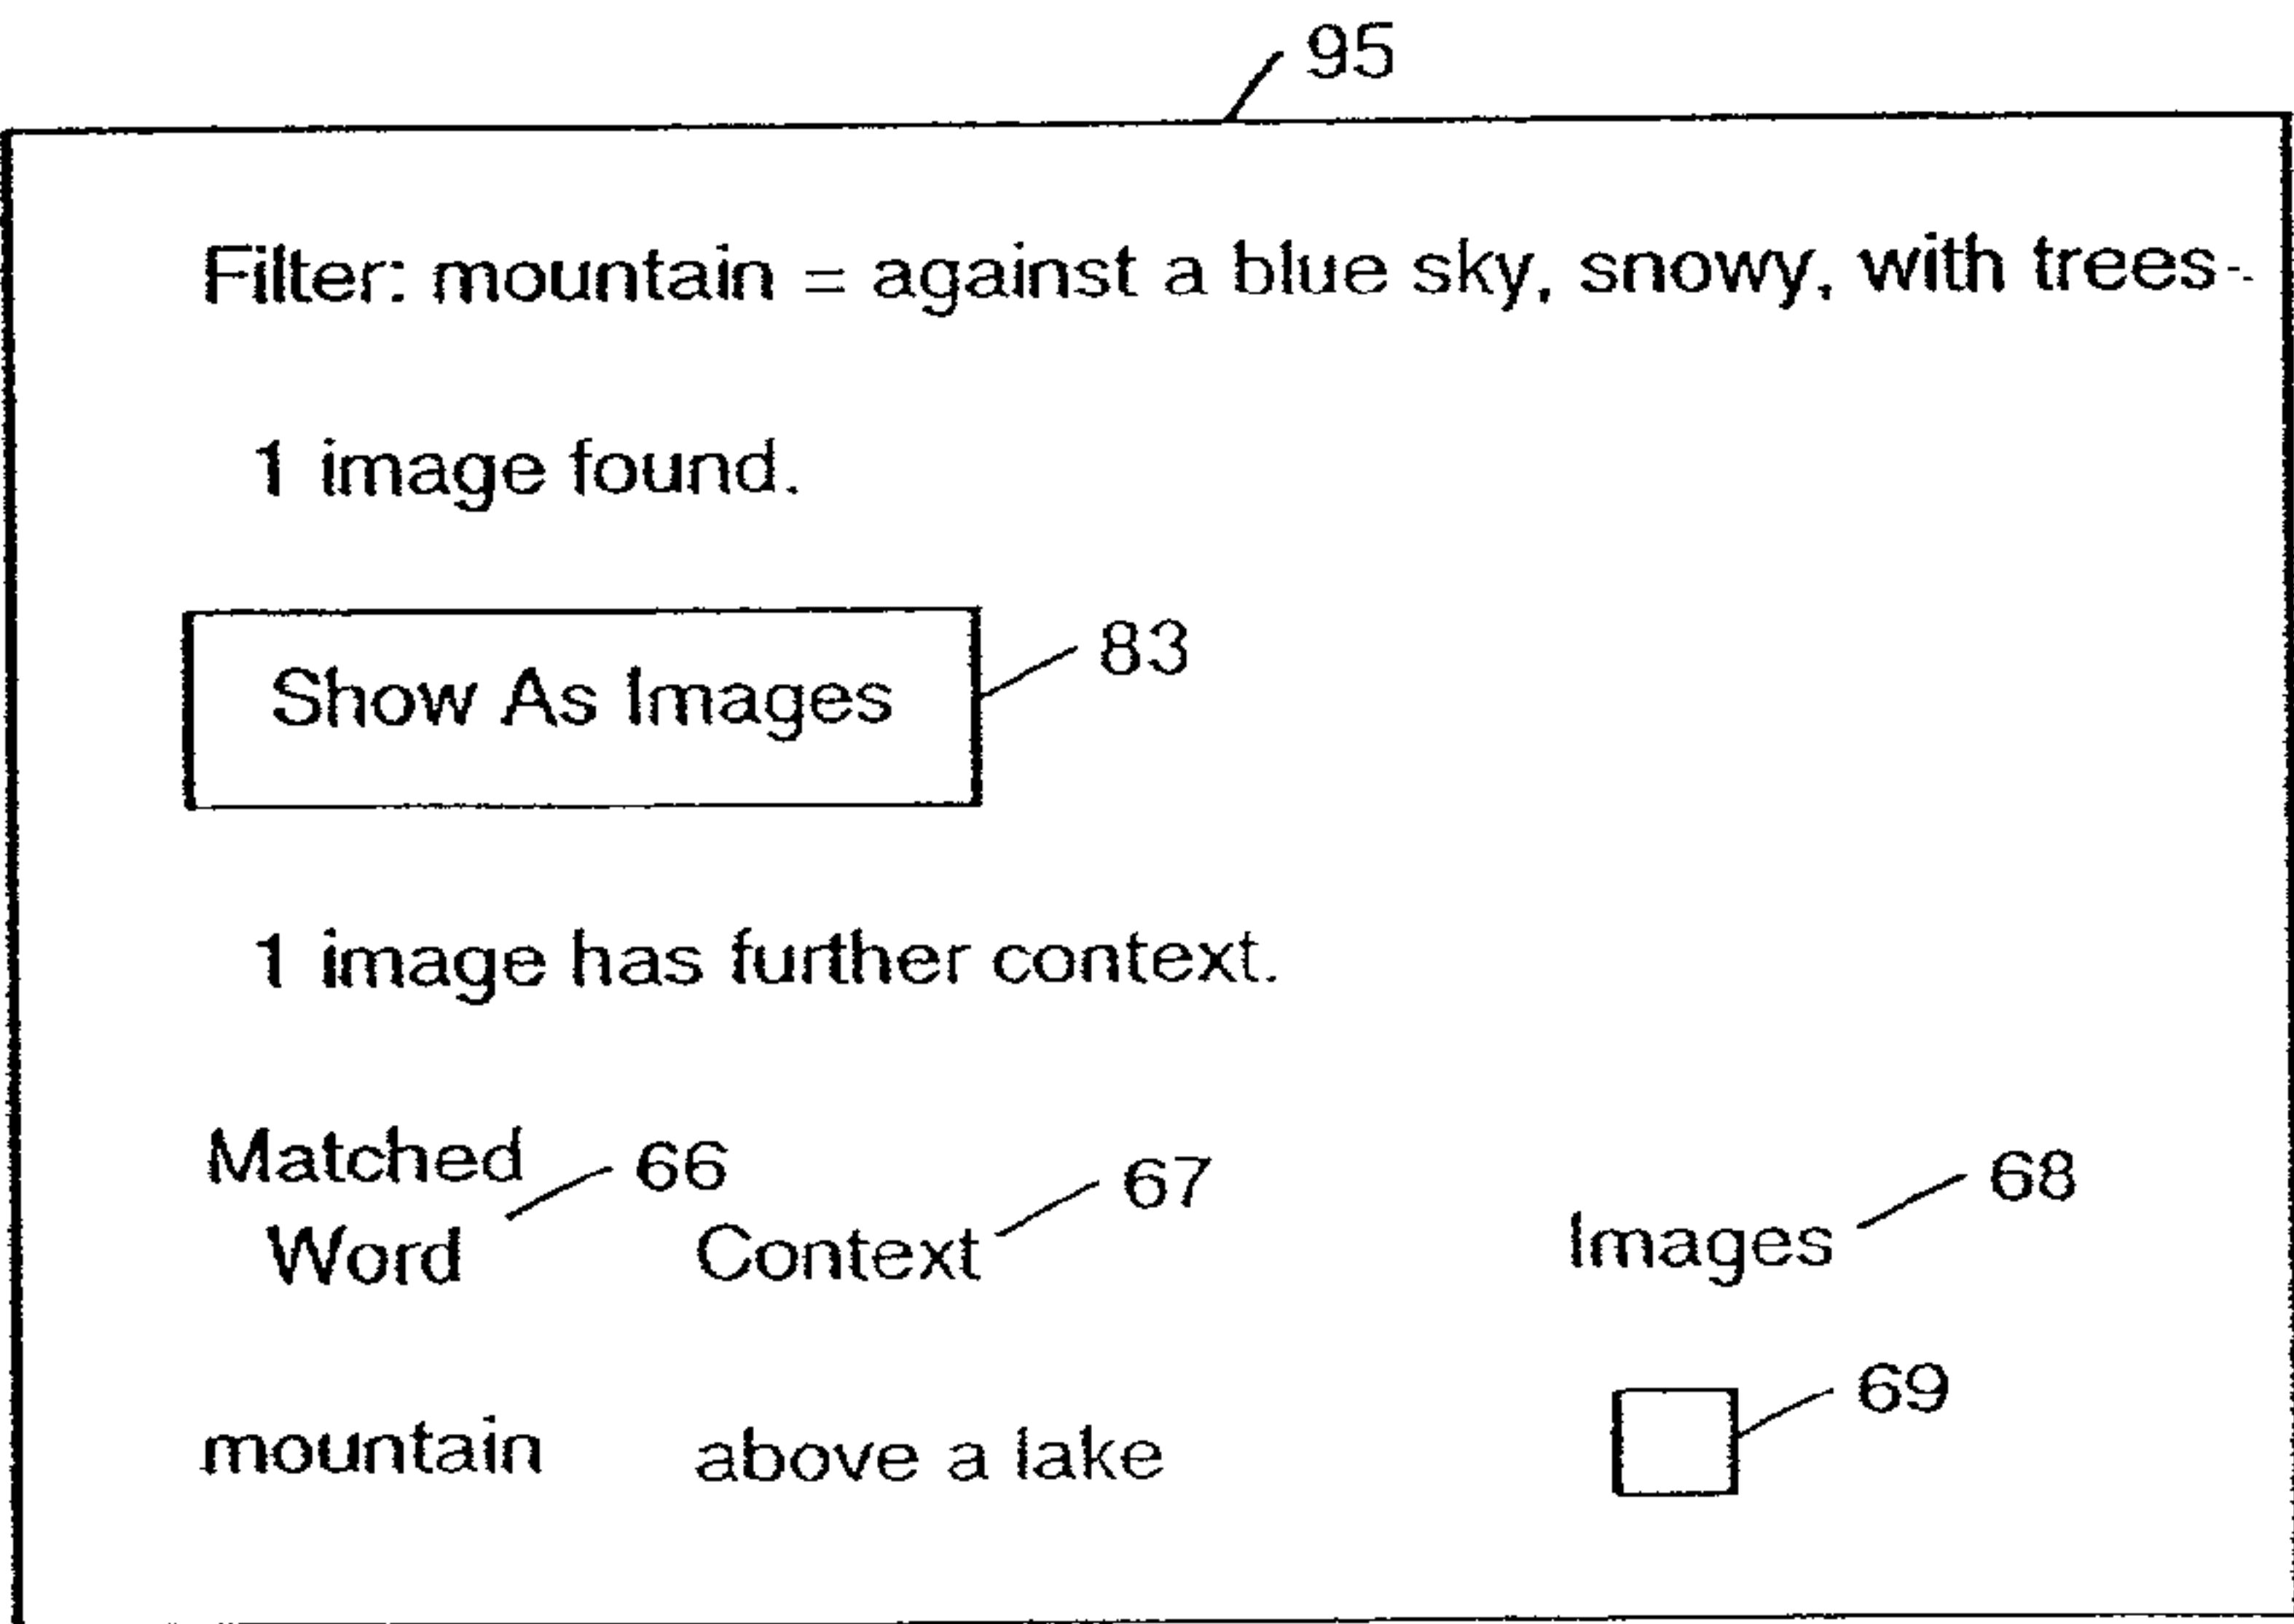 95
Filter: mountain = against a blue sky, snowy, with trees
1 image found.
Show As Images
83
1 image has further context.
Matched
Word
66
Context
67
Images
68
mountain
above a lake
69